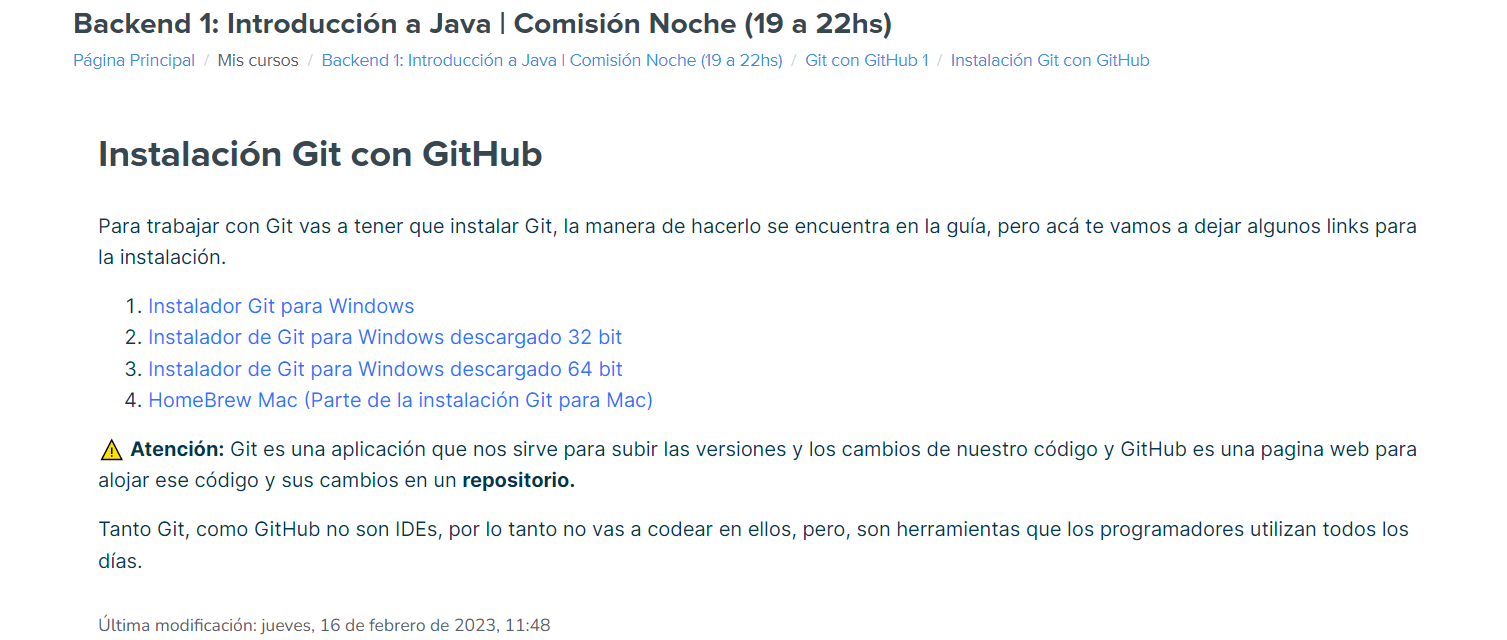 Backend 1: Introducción a Java | Comisión Noche (19 a 22hs)
Página Principal / Mis cursos / Backend 1: Introducción a Java | Comisión Noche (19 a 22hs) / Git con GitHub 1 / Instalación Git con GitHub
Instalación Git con GitHub
Para trabajar con Git vas a tener que instalar Git, la manera de hacerlo se encuentra en la guía, pero acá te vamos a dejar algunos links para
la instalación.
1. Instalador Git para Windows
2. Instalador de Git para Windows descargado 32 bit
3. Instalador de Git para Windows descargado 64 bit
4. HomeBrew Mac (Parte de la instalación Git para Mac)
⚠ Atención: Git es una aplicación que nos sirve para subir las versiones y los cambios de nuestro código y GitHub es una pagina web para
alojar ese código y sus cambios en un repositorio.
Tanto Git, como GitHub no son IDEs, por lo tanto no vas a codear en ellos, pero, son herramientas que los programadores utilizan todos los
días.
Última modificación: jueves, 16 de febrero de 2023, 11:48